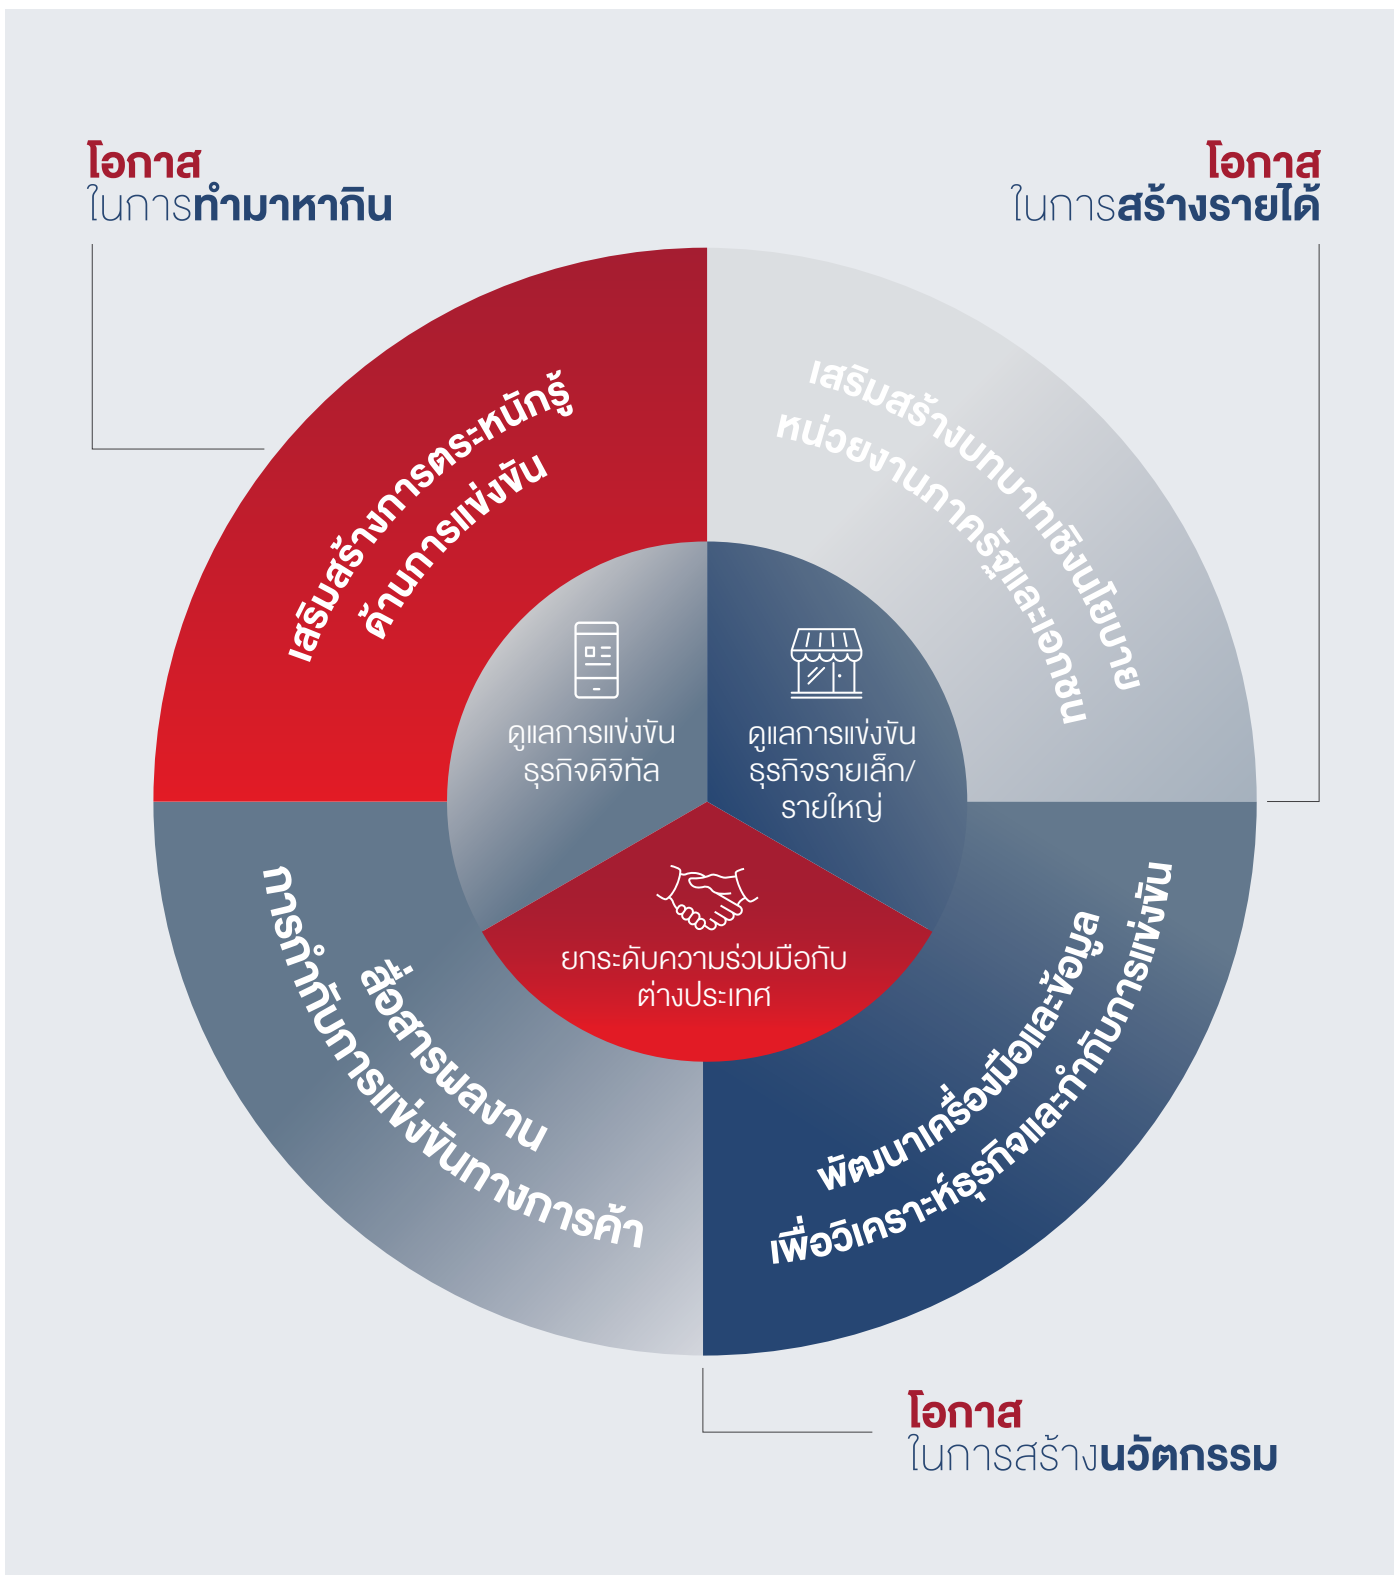 โอกาส
ในการทำมาหากิน
โอกาส
ในการสร้างรายได้
เสริมสร้างการตระหนักรู้
ด้านการแข่งขัน
เสริมสร้างบทบาทเชิงนโยบาย
หน่วยงานภาครัฐและเอกชน
ดูแลการแข่งขัน
ธุรกิจดิจิทัล
ดูแลการแข่งขัน
ธุรกิจรายเล็ก/
รายใหญ่
ยกระดับความร่วมมือกับ
ต่างประเทศ
สื่อสารผลงาน
การกำกับการแข่งขันทางการค้า
พัฒนาเครื่องมือและข้อมูล
เพื่อวิเคราะห์ธุรกิจและกำกับการแข่งขัน
โอกาส
ในการสร้างนวัตกรรม